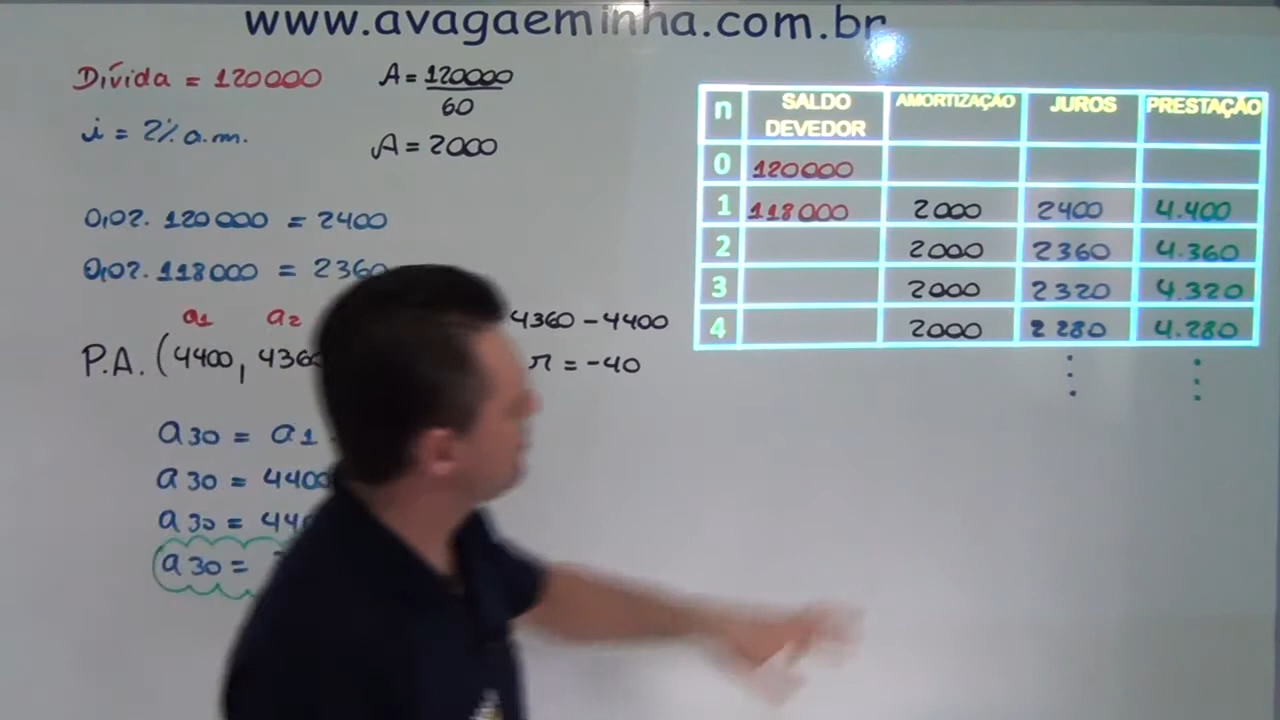 www.avagaeminha.com.br
Dívida = 120000
i = 2% a.m.
A = 120000
60
A = 2000
0,02. 120000 = 2400
0,02. 118000 = 2360
a1 a2
P.A. (4400, 4360
4360 - 4400
r = -40
a30 = a1
a30 = 4400
a30 = 440
a30 =
n SALDO DEVEDOR AMORTIZAÇÃO JUROS PRESTAÇÃO
0 120000
1 118000 2000 2400 4.400
2 2000 2360 4.360
3 2000 2320 4.320
4 2000 2280 4.280